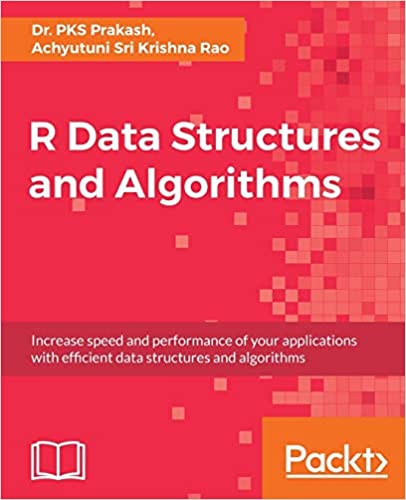 Dr. PKS Prakash,
Achyutuni Sri Krishna Rao
R Data Structures
and Algorithms
Increase speed and performance of your applications
with efficient data structures and algorithms
Packt>